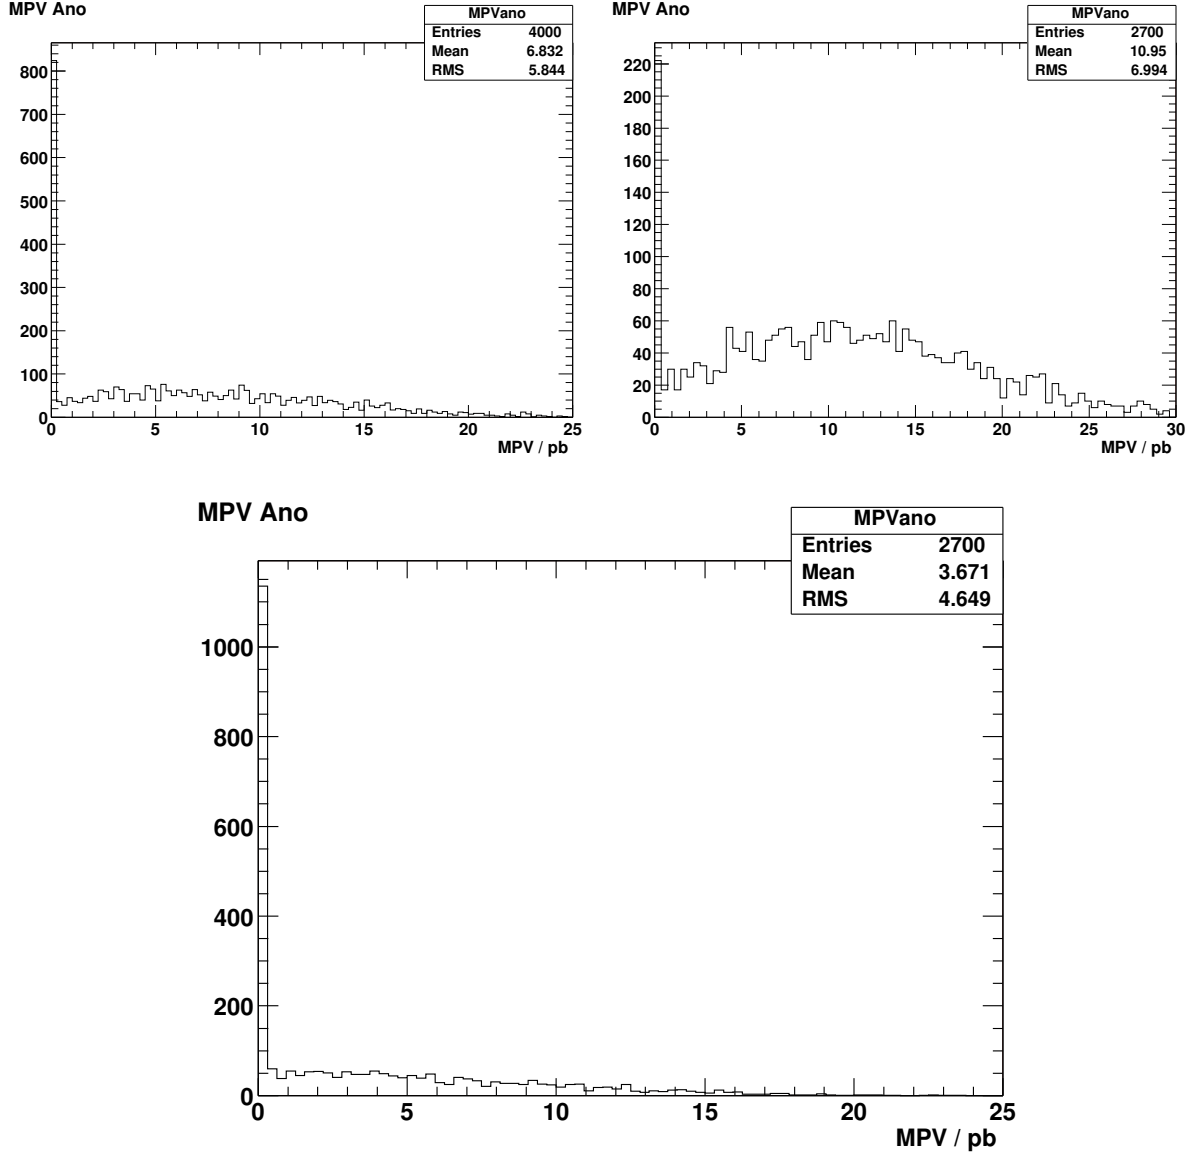 MPV Ano
MPVano
Entries 4000
Mean 6.832
RMS 5.844
800
700
600
500
400
300
200
100
0
0 5 10 15 20 25
MPV / pb
MPV Ano
MPVano
Entries 2700
Mean 10.95
RMS 6.994
220
200
180
160
140
120
100
80
60
40
20
0
0 5 10 15 20 25 30
MPV / pb
MPV Ano
MPVano
Entries 2700
Mean 3.671
RMS 4.649
1000
800
600
400
200
0
0 5 10 15 20 25
MPV / pb